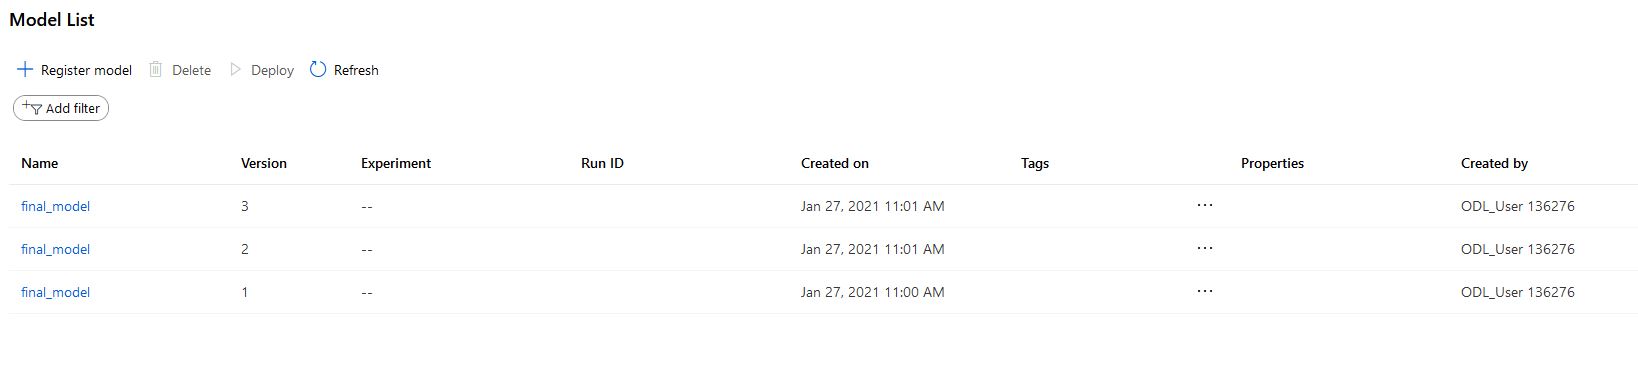 Model List
Register model Delete Deploy Refresh
Add filter
Name Version Experiment Run ID Created on Tags Properties Created by
final_model 3 -- Jan 27, 2021 11:01 AM ... ODL_User 136276
final_model 2 -- Jan 27, 2021 11:01 AM ... ODL_User 136276
final_model 1 -- Jan 27, 2021 11:00 AM ... ODL_User 136276